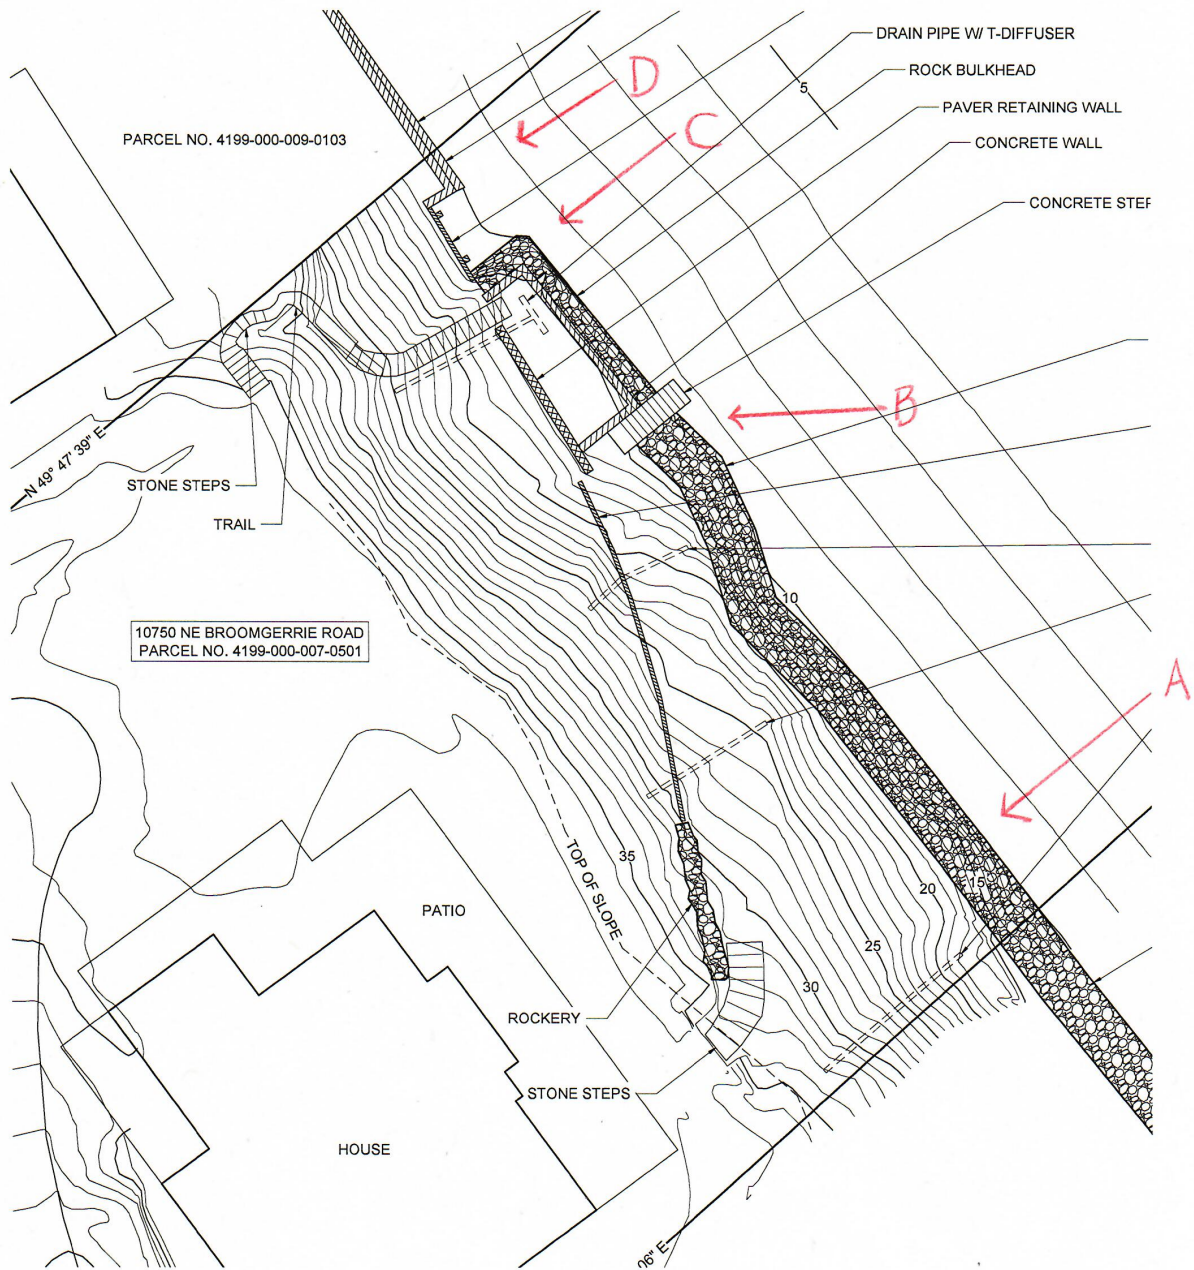 DRAIN PIPE W/ T-DIFFUSER
ROCK BULKHEAD
PAVER RETAINING WALL
CONCRETE WALL
CONCRETE STEP
D
C
5
PARCEL NO. 4199-000-009-0103
B
N 49° 47' 39" E
STONE STEPS
TRAIL
10
10750 NE BROOMGERRIE ROAD
PARCEL NO. 4199-000-007-0501
A
35
TOP OF SLOPE
20
15
PATIO
25
30
ROCKERY
STONE STEPS
HOUSE
06" E